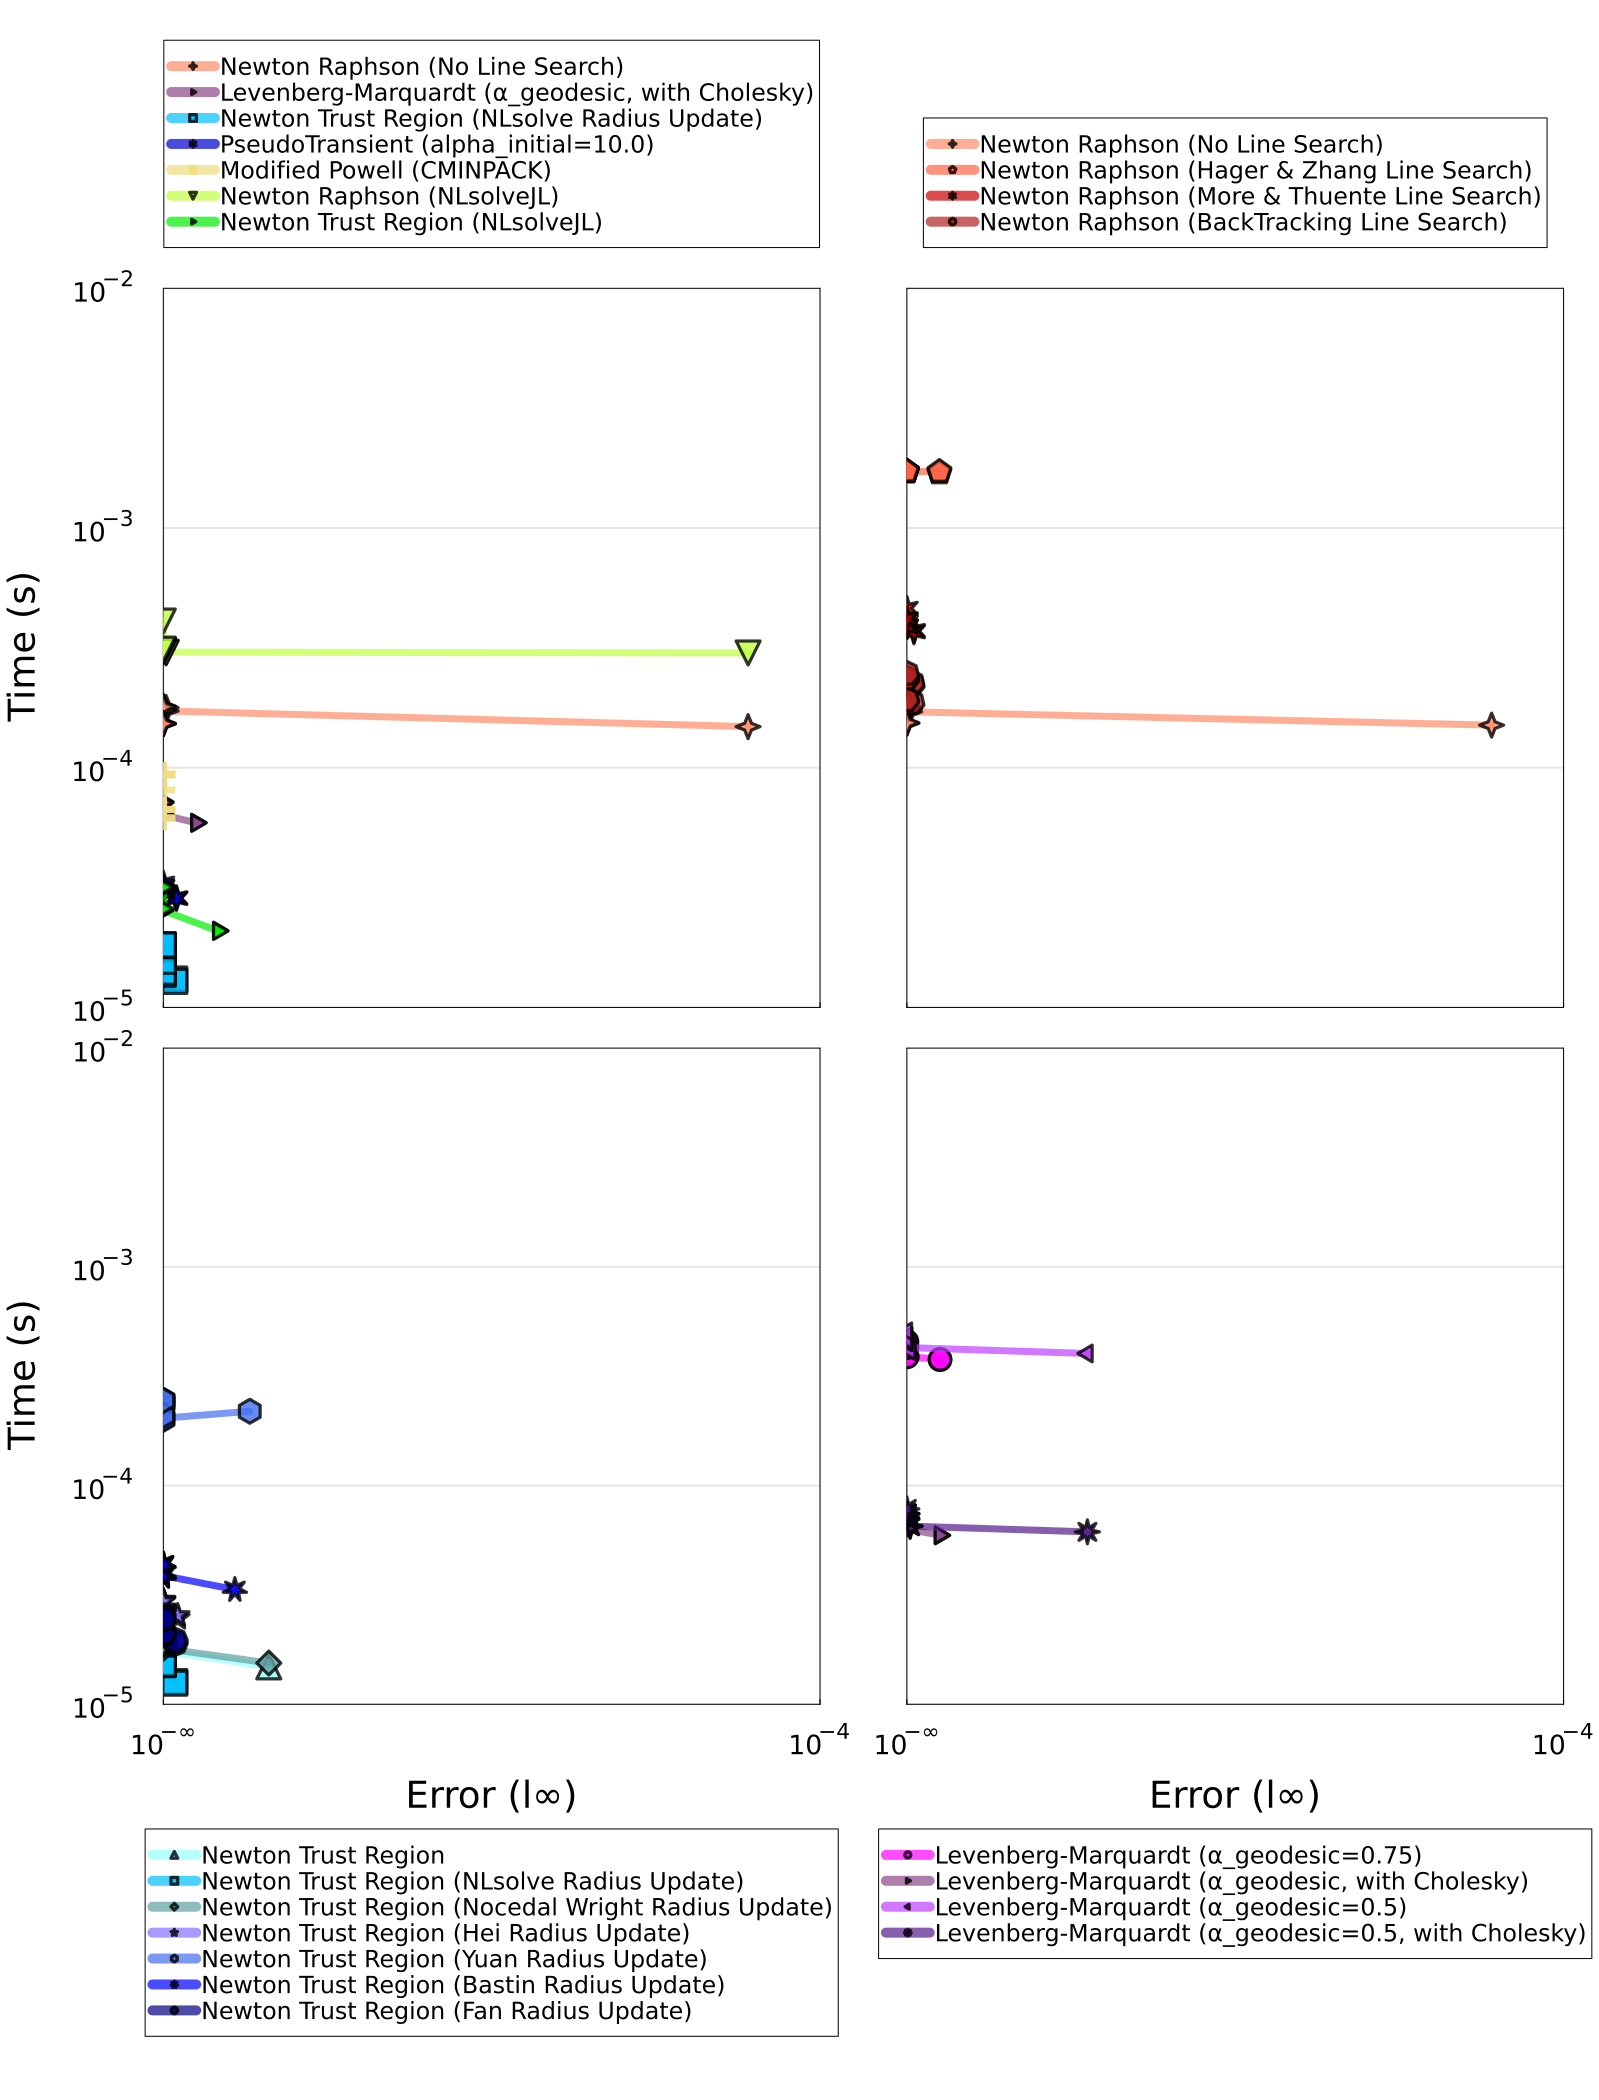 Newton Raphson (No Line Search)
Levenberg-Marquardt (α_geodesic, with Cholesky)
Newton Trust Region (NLsolve Radius Update)
PseudoTransient (alpha_initial=10.0)
Modified Powell (CMINPACK)
Newton Raphson (NLsolveJL)
Newton Trust Region (NLsolveJL)
Newton Raphson (No Line Search)
Newton Raphson (Hager & Zhang Line Search)
Newton Raphson (More & Thuente Line Search)
Newton Raphson (BackTracking Line Search)
10⁻²
10⁻³
10⁻⁴
10⁻⁵
Time (s)
10⁻²
10⁻³
10⁻⁴
10⁻⁵
Time (s)
10⁻∞
10⁻⁴
10⁻∞
10⁻⁴
Error (l∞)
Error (l∞)
Newton Trust Region
Newton Trust Region (NLsolve Radius Update)
Newton Trust Region (Nocedal Wright Radius Update)
Newton Trust Region (Hei Radius Update)
Newton Trust Region (Yuan Radius Update)
Newton Trust Region (Bastin Radius Update)
Newton Trust Region (Fan Radius Update)
Levenberg-Marquardt (α_geodesic=0.75)
Levenberg-Marquardt (α_geodesic, with Cholesky)
Levenberg-Marquardt (α_geodesic=0.5)
Levenberg-Marquardt (α_geodesic=0.5, with Cholesky)